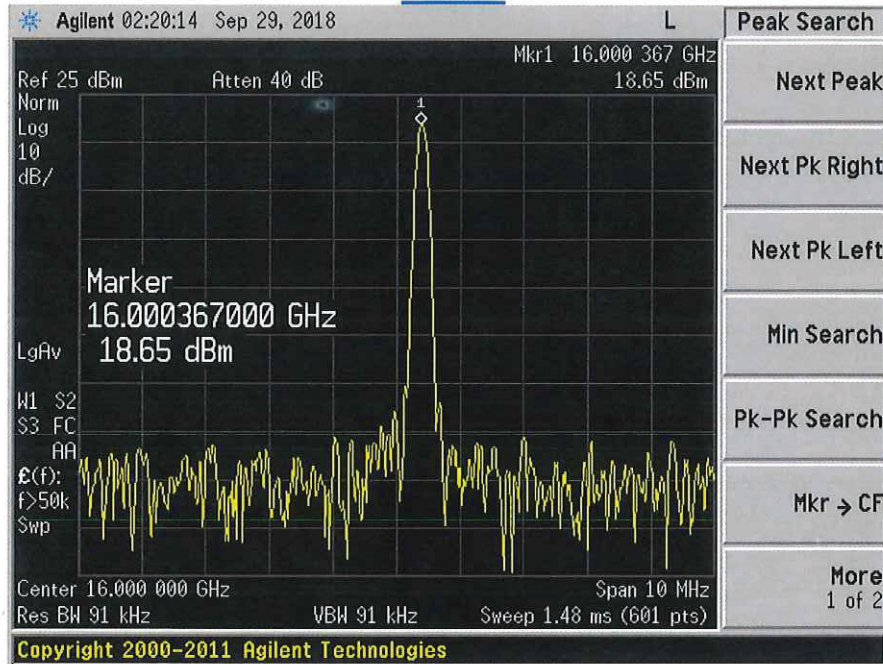 Agilent 02:20:14 Sep 29, 2018 L
Peak Search
Mkr1 16.000 367 GHz
Ref 25 dBm Atten 40 dB 18.65 dBm
Norm
Log
10
dB/
1
Marker
16.000367000 GHz
18.65 dBm
LgAv
W1 S2
S3 FC
AA
£(f):
f>50k
Swp
Center 16.000 000 GHz Span 10 MHz
Res BW 91 kHz VBW 91 kHz Sweep 1.48 ms (601 pts)
Copyright 2000-2011 Agilent Technologies
Next Peak
Next Pk Right
Next Pk Left
Min Search
Pk-Pk Search
Mkr → CF
More
1 of 2